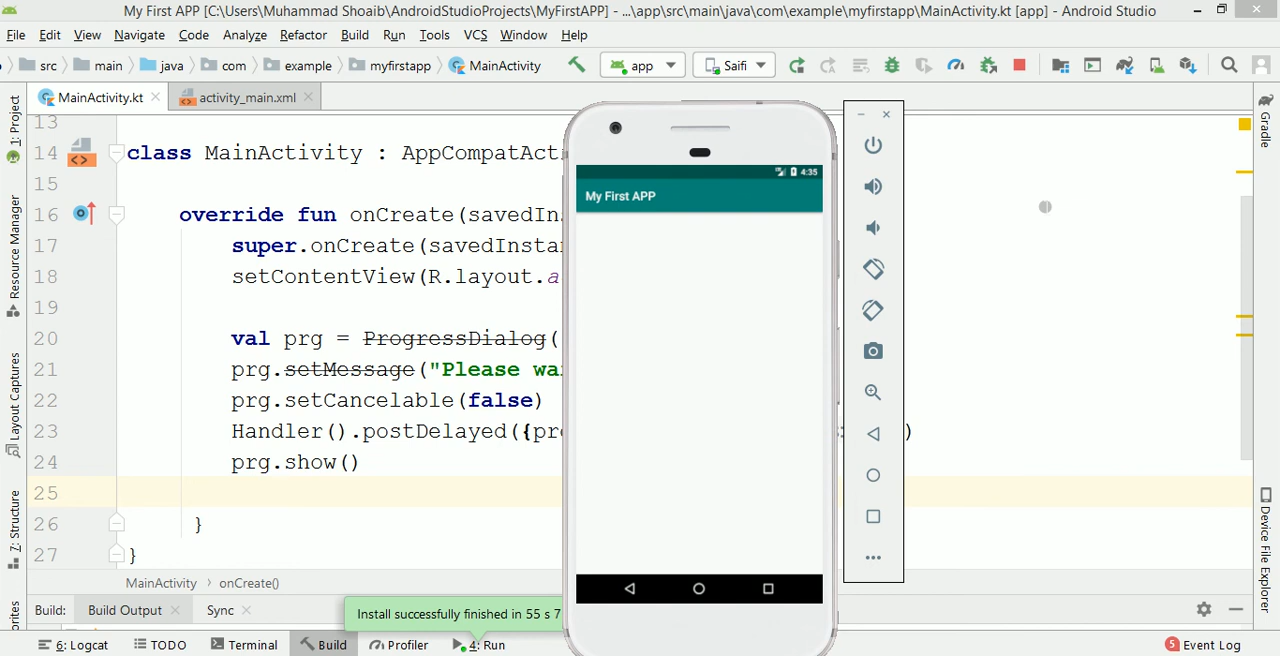 My First APP [C:\Users\Muhammad Shoaib\AndroidStudioProjects\MyFirstAPP] - ...\app\src\main\java\com\example\myfirstapp\MainActivity.kt [app] - Android Studio
File Edit View Navigate Code Analyze Refactor Build Run Tools VCS Window Help
src main java com example myfirstapp MainActivity app Saifi
MainActivity.kt activity_main.xml
1: Project
Resource Manager
Layout Captures
7: Structure
Gradle
Device File Explorer
13
14 class MainActivity : AppCompatActi
15
16 override fun onCreate(savedIns
17 super.onCreate(savedInstan
18 setContentView(R.layout.a
19
20 val prg = ProgressDialog(
21 prg.setMessage("Please wai
22 prg.setCancelable(false)
23 Handler().postDelayed({pro )
24 prg.show()
25
26 }
27 }
4:35
My First APP
MainActivity › onCreate()
Build: Build Output Sync
Install successfully finished in 55 s 7
6: Logcat TODO Terminal Build Profiler 4: Run 5 Event Log